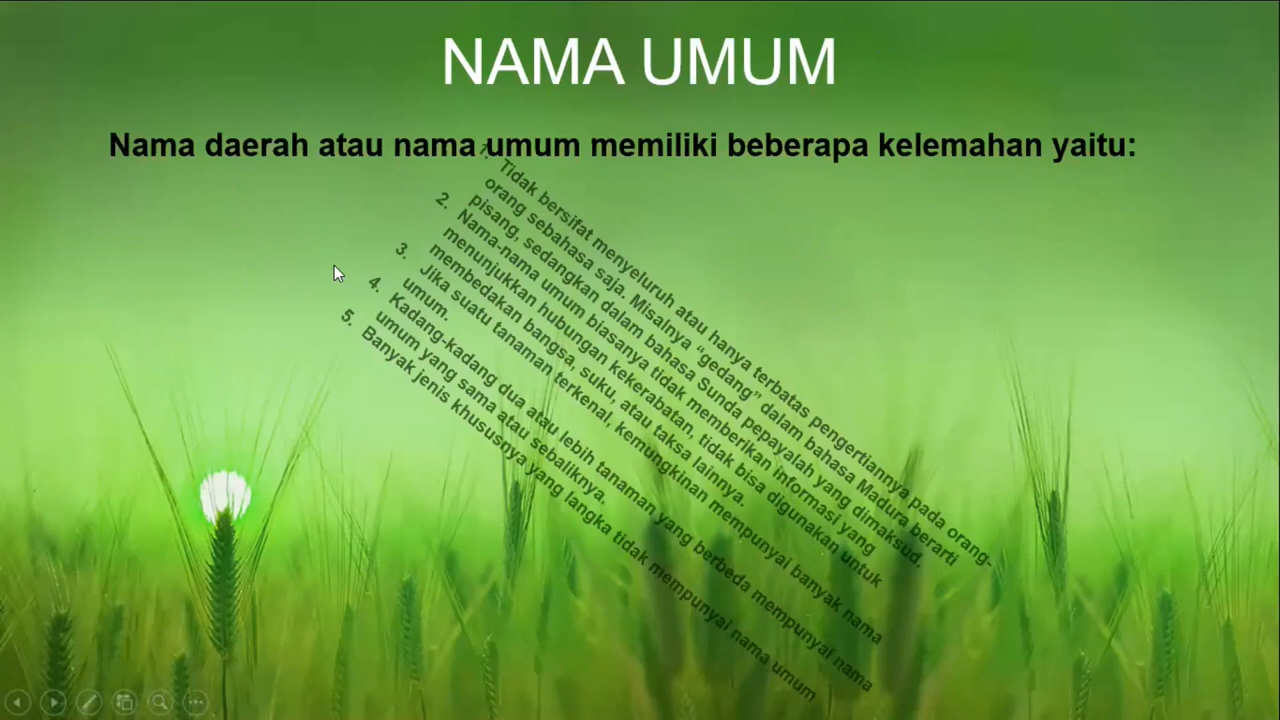 NAMA UMUM
Nama daerah atau nama umum memiliki beberapa kelemahan yaitu:
1. Tidak bersifat menyeluruh atau hanya terbatas pengertiannya pada orang-
orang sebahasa saja. Misalnya “gedang” dalam bahasa Madura berarti
pisang, sedangkan dalam bahasa Sunda pepayalah yang dimaksud.
2. Nama-nama umum biasanya tidak memberikan informasi yang
menunjukkan hubungan kekerabatan, tidak bisa digunakan untuk
membedakan bangsa, suku, atau taksa lainnya.
3. Jika suatu tanaman terkenal, kemungkinan mempunyai banyak nama
umum.
4. Kadang-kadang dua atau lebih tanaman yang berbeda mempunyai nama
umum yang sama atau sebaliknya.
5. Banyak jenis khususnya yang langka tidak mempunyai nama umum